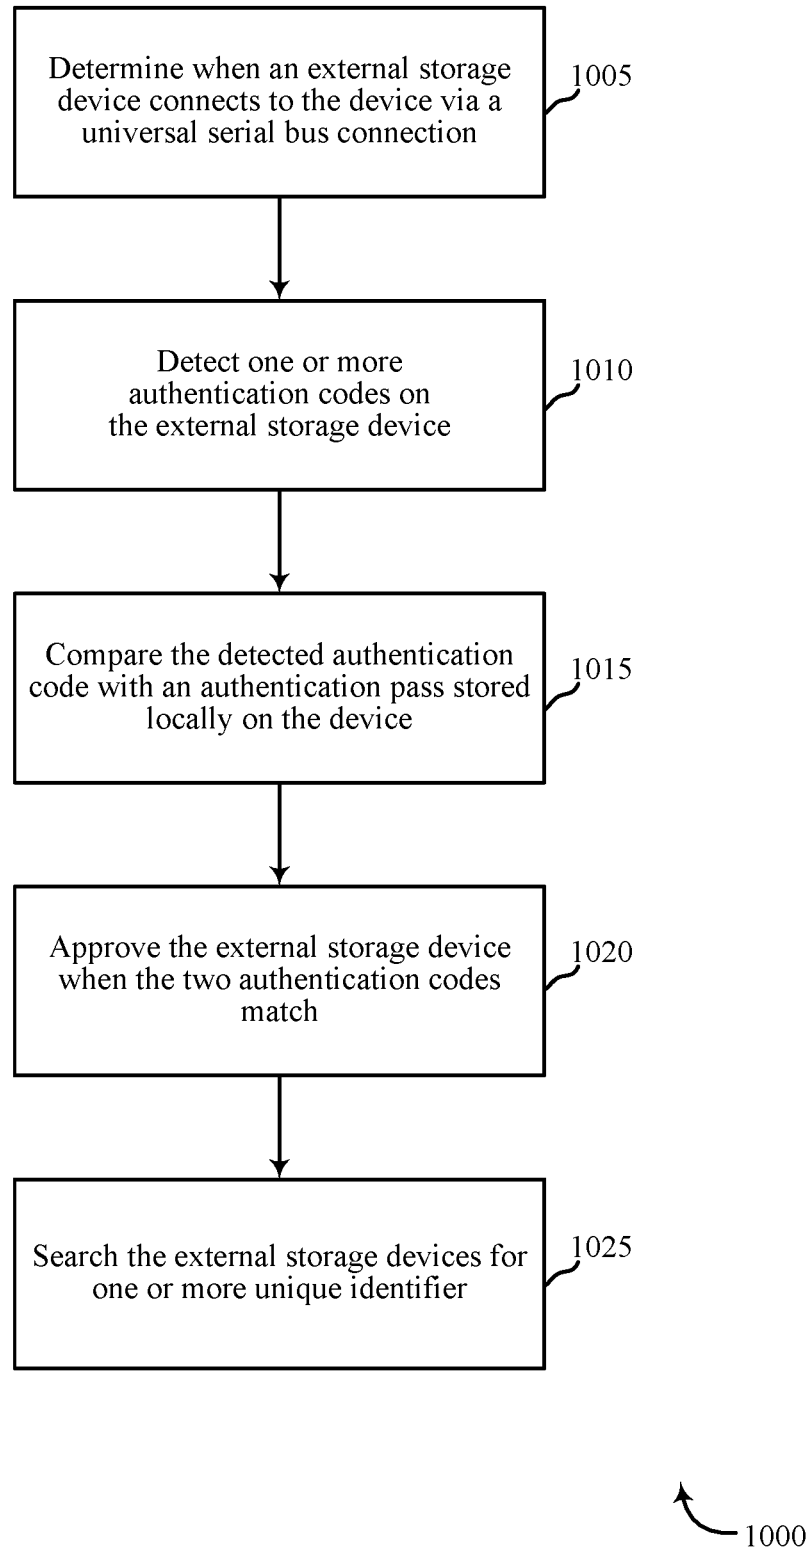 Determine when an external storage
device connects to the device via a
universal serial bus connection
1005
Detect one or more
authentication codes on
the external storage device
1010
Compare the detected authentication
code with an authentication pass stored
locally on the device
1015
Approve the external storage device
when the two authentication codes
match
1020
Search the external storage devices for
one or more unique identifier
1025
1000